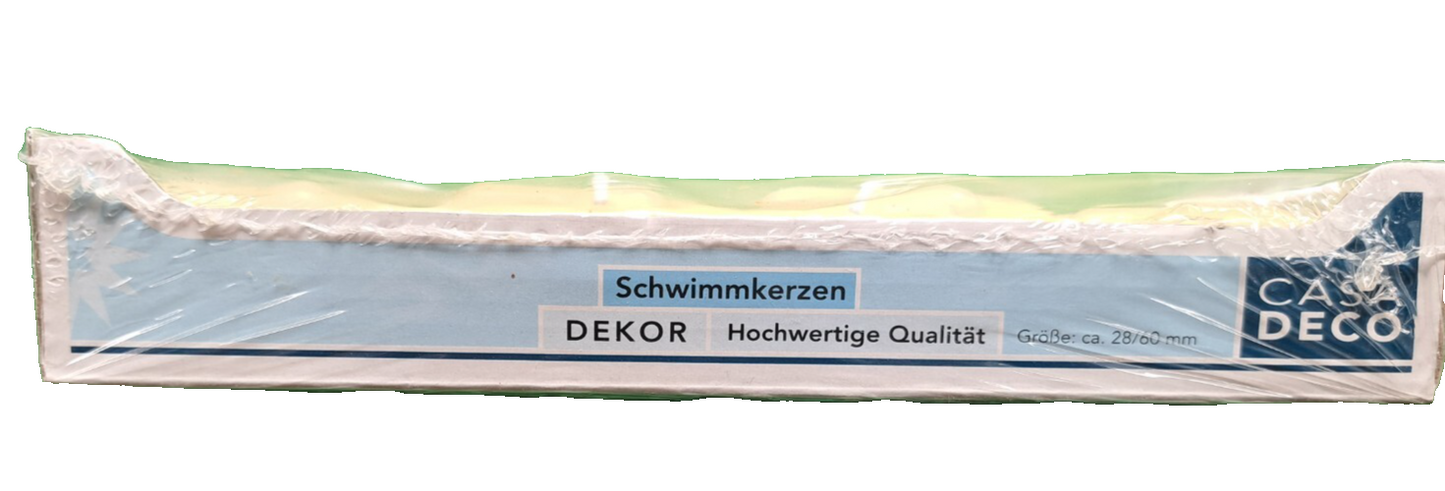 Schwimmkerzen
DEKOR Hochwertige Qualität Größe: ca. 28/60 mm
CASA
DECO